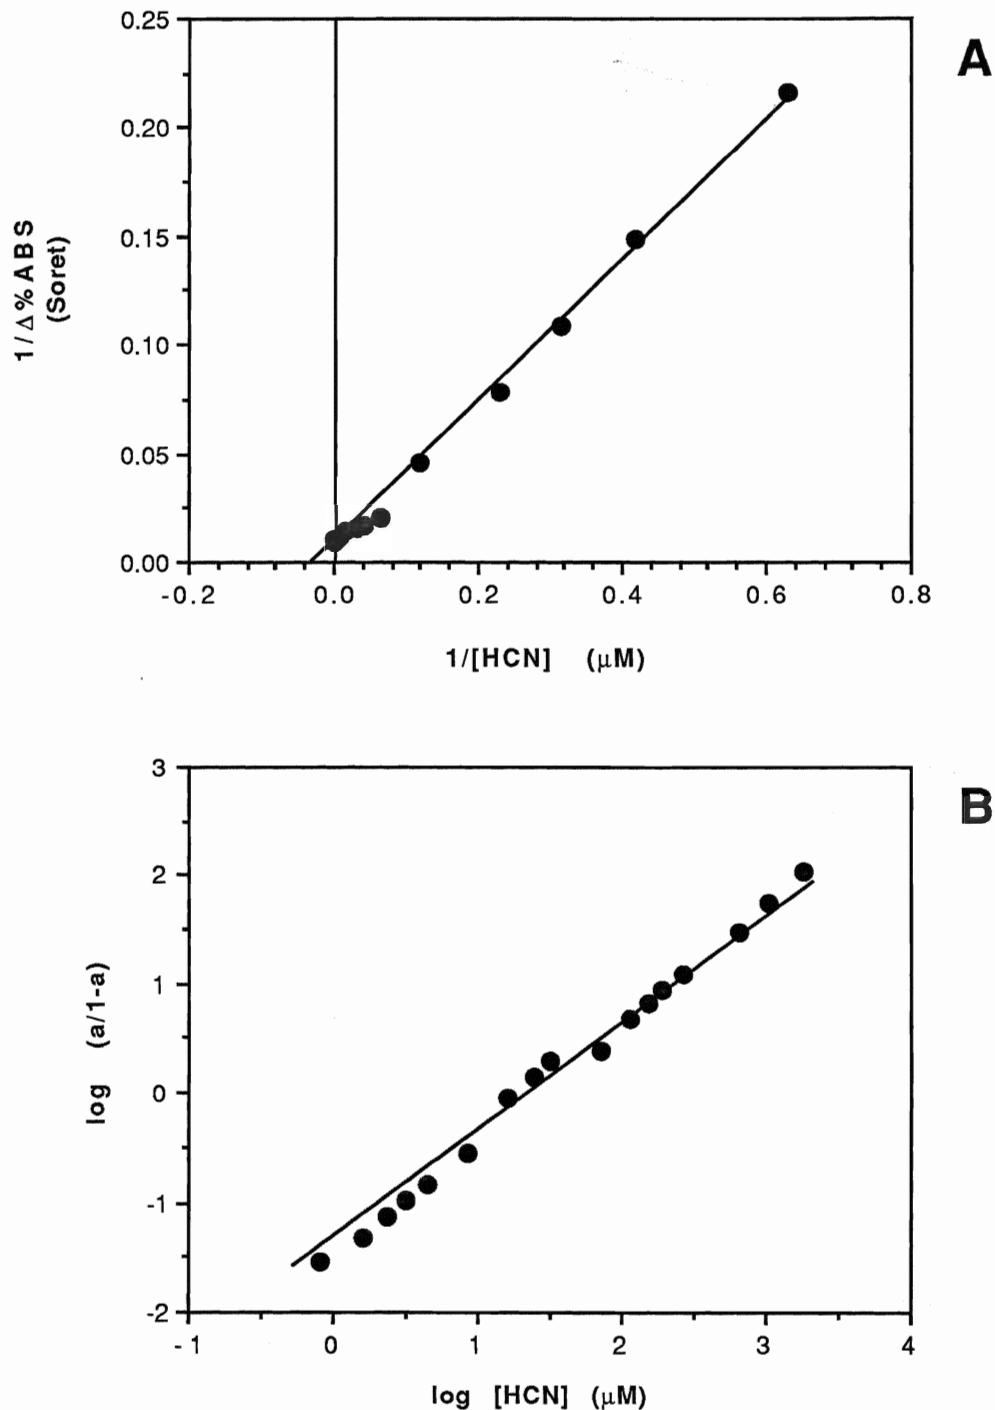 A
0.25
0.20
0.15
0.10
0.05
0.00
1/Δ%ABS
(Soret)
-0.2 0.0 0.2 0.4 0.6 0.8
1/[HCN] (μM)
B
3
2
1
0
-1
-2
log (a/1-a)
-1 0 1 2 3 4
log [HCN] (μM)